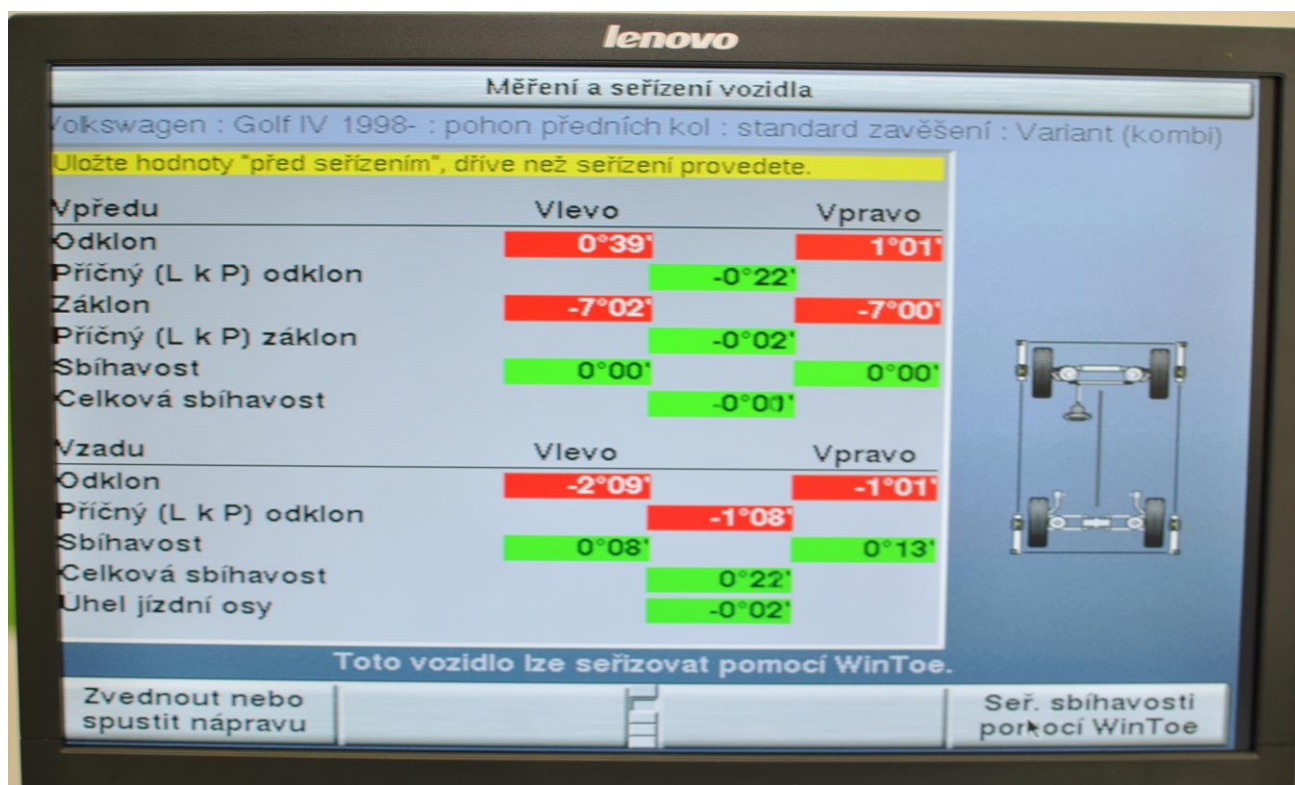 lenovo
Měření a seřízení vozidla
Volkswagen : Golf IV 1998- : pohon předních kol : standard zavěšení : Variant (kombi)
Uložte hodnoty "před seřízením", dříve než seřízení provedete.
Vpředu Vlevo Vpravo
Odklon 0°39' 1°01'
Příčný (L k P) odklon -0°22'
Záklon -7°02' -7°00'
Příčný (L k P) záklon -0°02'
Sbíhavost 0°00' 0°00'
Celková sbíhavost
Vzadu Vlevo Vpravo
Odklon -2°09' -1°01'
Příčný (L k P) odklon -1°08'
Sbíhavost 0°08' 0°13'
Celková sbíhavost 0°22'
Úhel jízdní osy -0°02'
Toto vozidlo lze seřizovat pomocí WinToe.
Zvednout nebo
spustit nápravu
Seř. sbíhavosti
pomocí WinToe